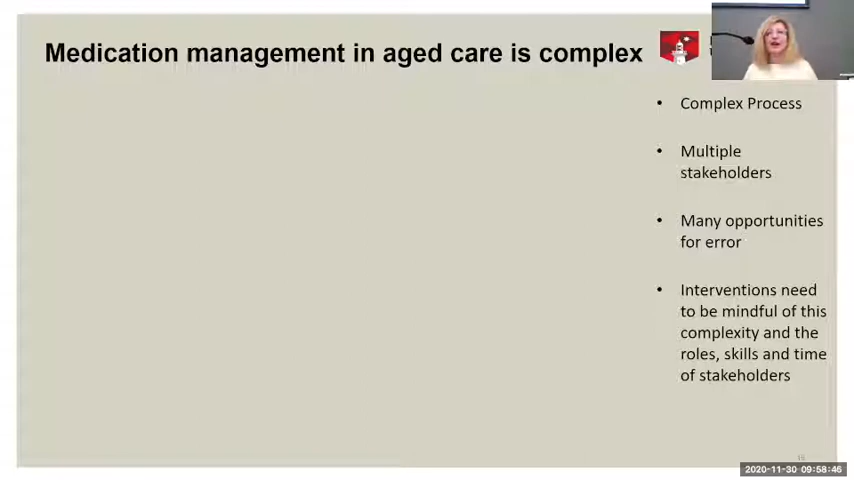 Medication management in aged care is complex
• Complex Process
• Multiple
stakeholders
• Many opportunities
for error
• Interventions need
to be mindful of this
complexity and the
roles, skills and time
of stakeholders
2020-11-30 09:58:46